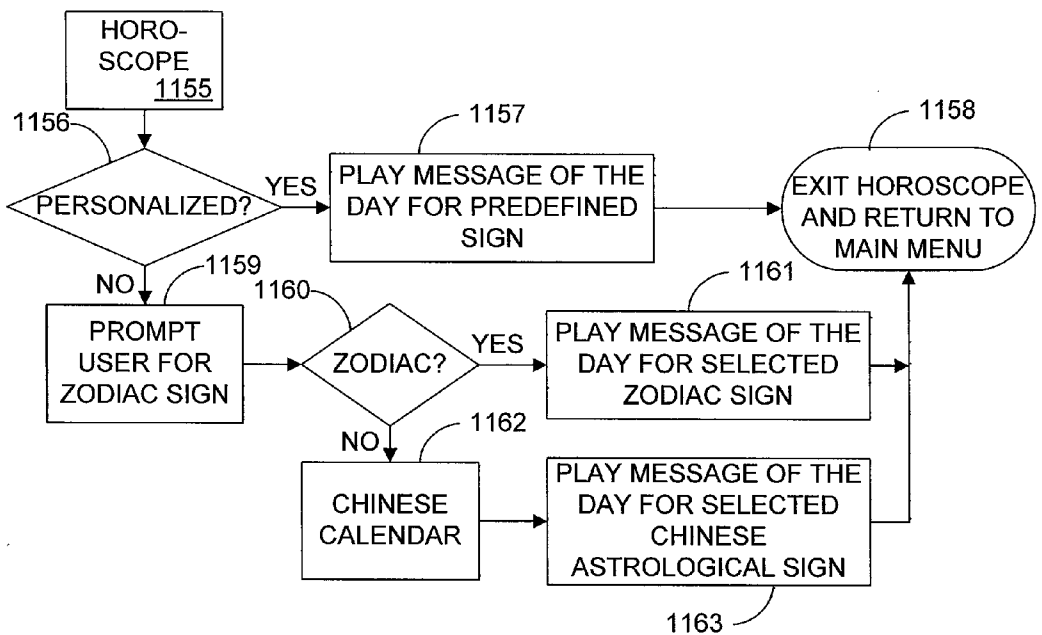 HORO-
SCOPE
1155
1156
PERSONALIZED?
YES
1157
PLAY MESSAGE OF THE
DAY FOR PREDEFINED
SIGN
1158
EXIT HOROSCOPE
AND RETURN TO
MAIN MENU
NO
1159
PROMPT
USER FOR
ZODIAC SIGN
1160
ZODIAC?
YES
1161
PLAY MESSAGE OF THE
DAY FOR SELECTED
ZODIAC SIGN
NO
1162
CHINESE
CALENDAR
PLAY MESSAGE OF THE
DAY FOR SELECTED
CHINESE
ASTROLOGICAL SIGN
1163